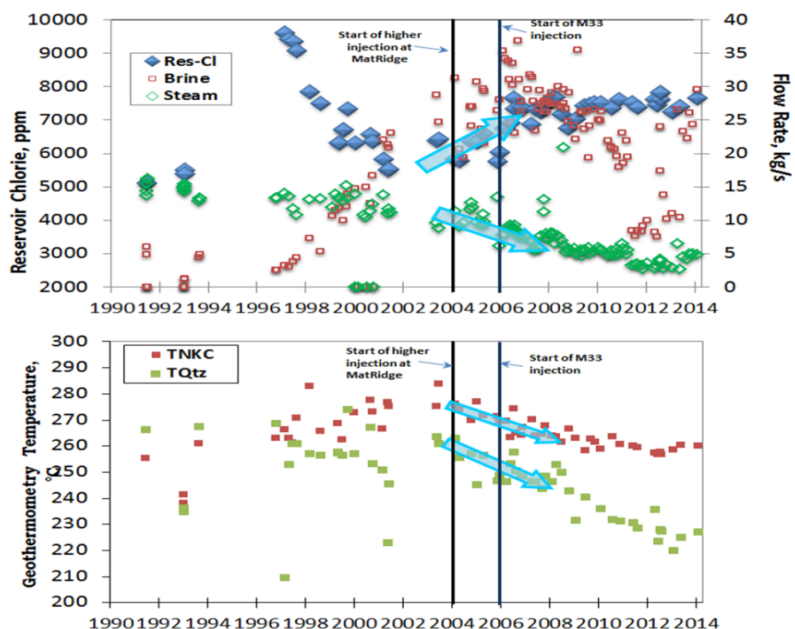 Start of higher
injection at
MatRidge
Start of M33
injection
Res-Cl
Brine
Steam
Reservoir Chlorie, ppm
10000
9000
8000
7000
6000
5000
4000
3000
2000
Flow Rate, kg/s
40
35
30
25
20
15
10
5
0
1990 1992 1994 1996 1998 2000 2002 2004 2006 2008 2010 2012 2014
TNKC
TQtz
Start of higher
injection at
MatRidge
Start of M33
injection
Geothermometry Temperature,
°C
300
290
280
270
260
250
240
230
220
210
200
1990 1992 1994 1996 1998 2000 2002 2004 2006 2008 2010 2012 2014